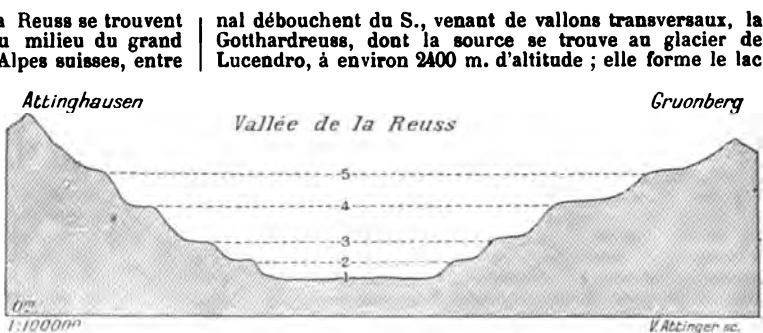 a Reuss se trouvent
u milieu du grand
Alpes suisses, entre
nal débouchent du S., venant de vallons transversaux, la
Gotthardreuss, dont la source se trouve au glacier de
Lucendro, à environ 2400 m. d'altitude ; elle forme le lac
Attinghausen
Gruonberg
Vallée de la Reuss
5
4
3
2
1
0m
1:100000
V. Attinger sc.